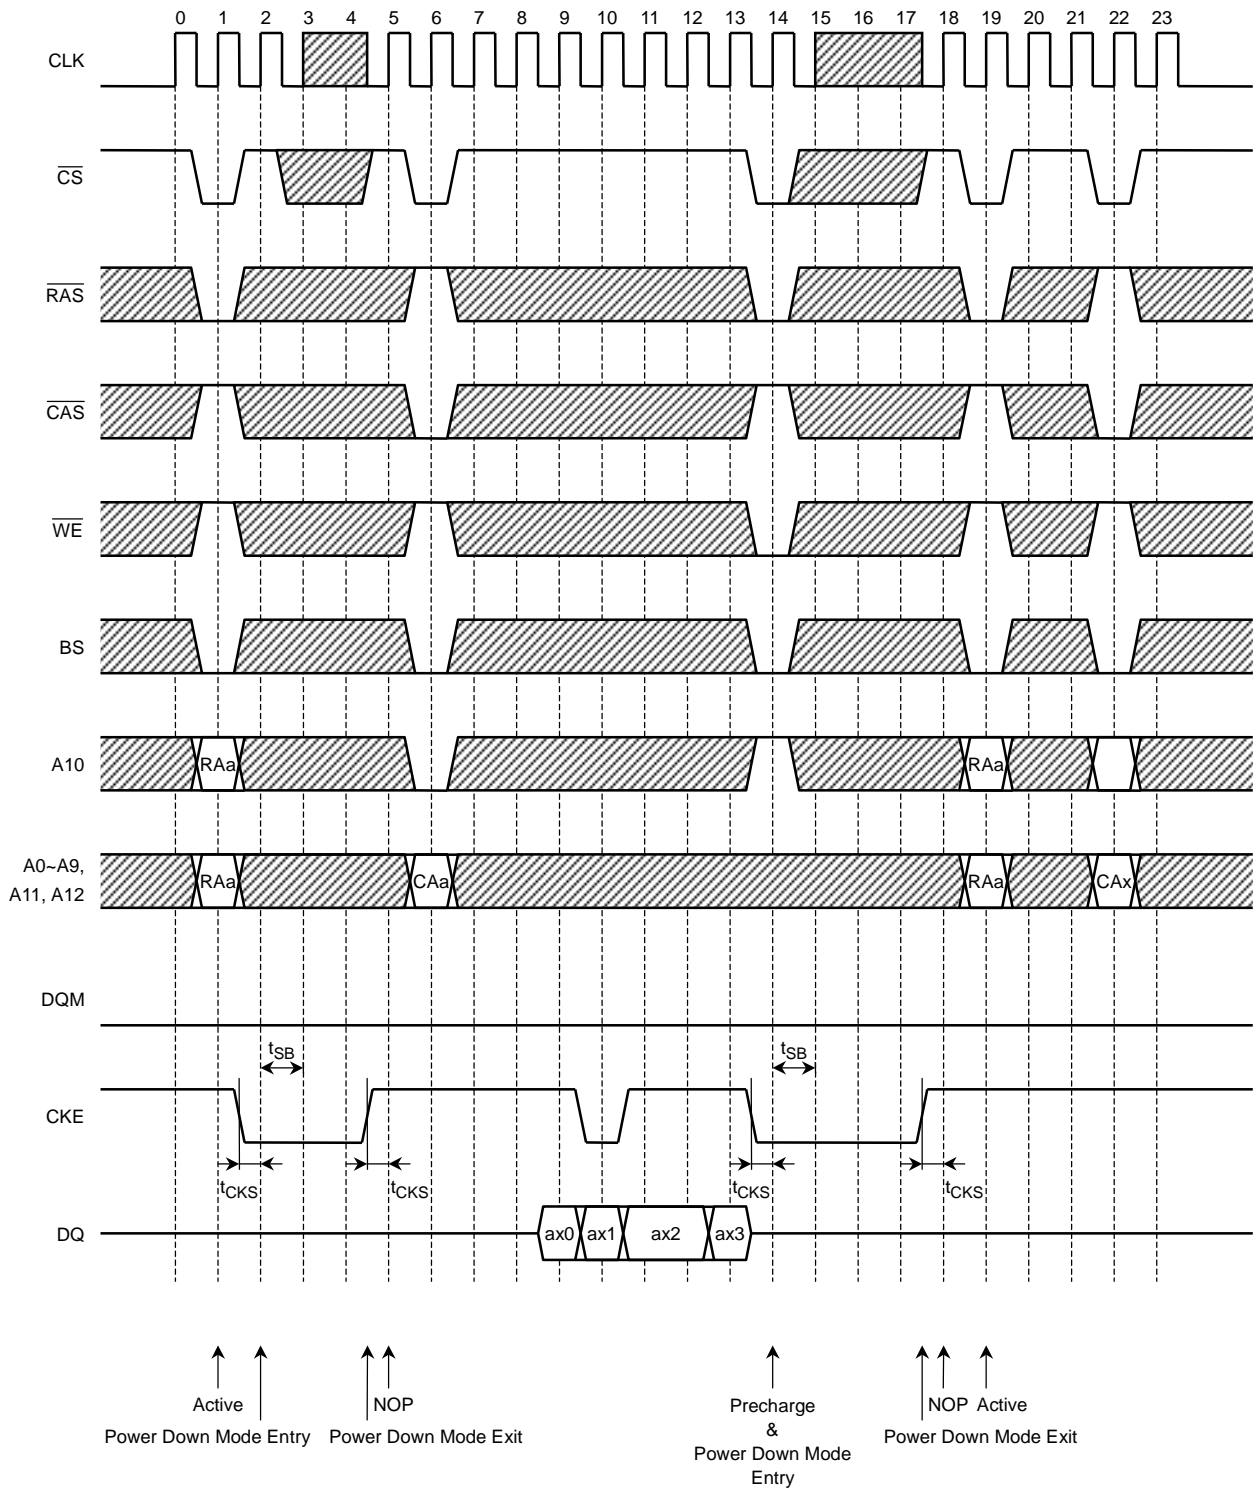 0 1 2 3 4 5 6 7 8 9 10 11 12 13 14 15 16 17 18 19 20 21 22 23
CLK
CS
RAS
CAS
WE
BS
A10
RAa
RAa
A0~A9,
A11, A12
RAa
CAa
RAa
CAx
DQM
tSB
tSB
CKE
tCKS
tCKS
tCKS
tCKS
DQ
ax0
ax1
ax2
ax3
Active
NOP
Precharge
NOP
Active
Power Down Mode Entry
Power Down Mode Exit
&
Power Down Mode Exit
Power Down Mode
Entry